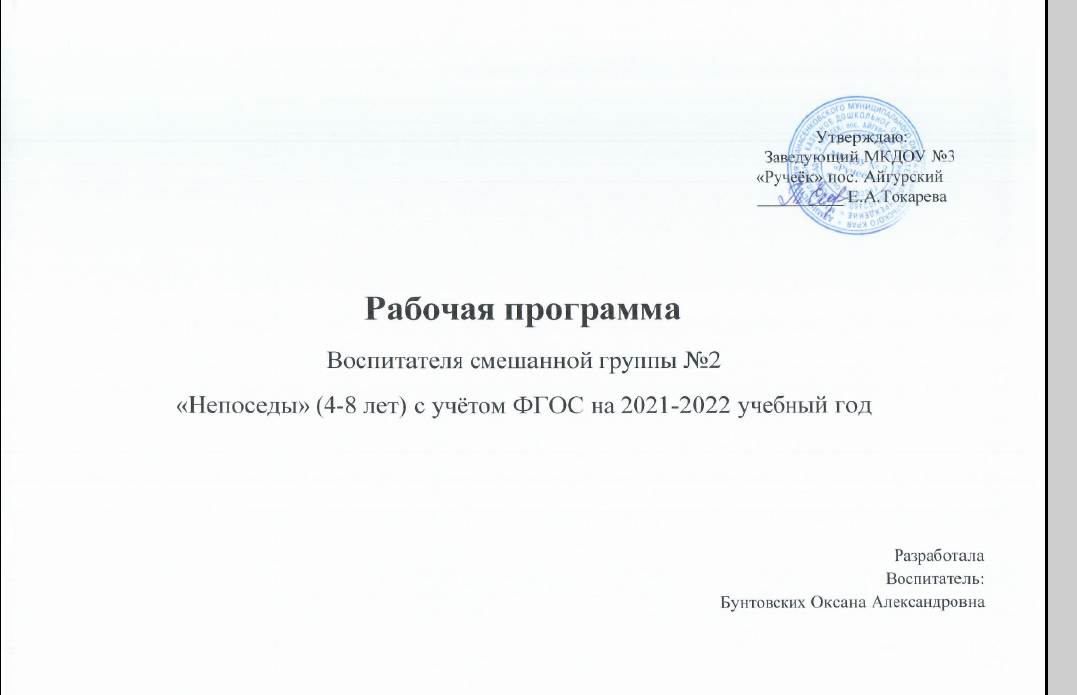 Утверждаю:
Заведующий МКДОУ №3
«Ручеёк» пос. Айгурский
Е.А.Токарева
Рабочая программа
Воспитателя смешанной группы №2
«Непоседы» (4-8 лет) с учётом ФГОС на 2021-2022 учебный год
Разработала
Воспитатель:
Бунтовских Оксана Александровна